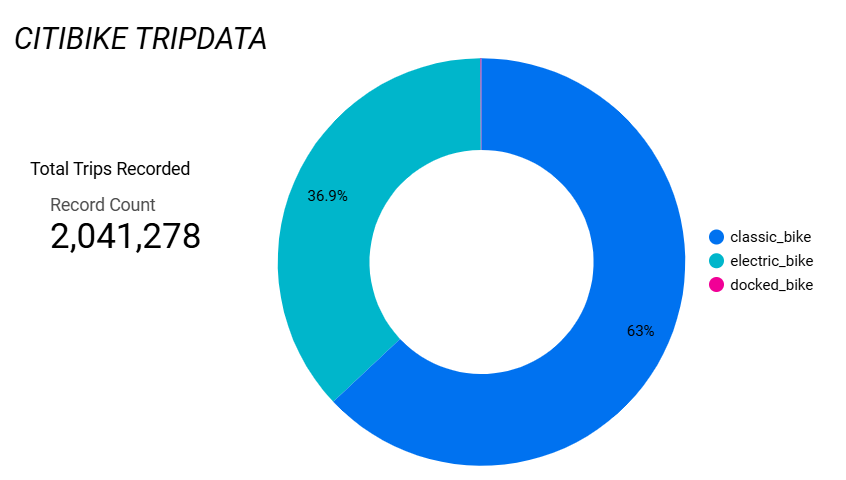 CITIBIKE TRIPDATA
Total Trips Recorded
Record Count
2,041,278
36.9%
63%
classic_bike
electric_bike
docked_bike